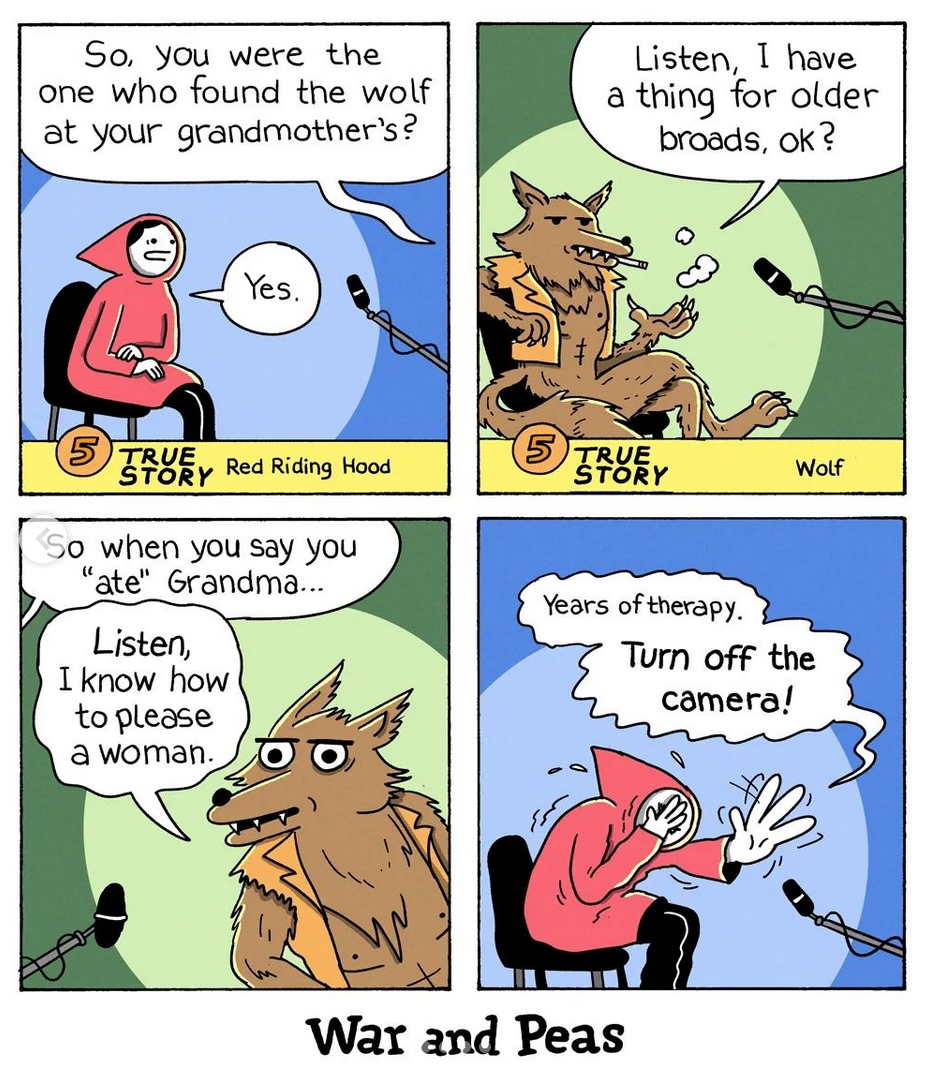 So, you were the
one who found the wolf
at your grandmother's?
Yes.
5 TRUE
STORY Red Riding Hood
Listen, I have
a thing for older
broads, ok?
5 TRUE
STORY Wolf
So when you say you
"ate" Grandma...
Listen,
I know how
to please
a woman.
Years of therapy.
Turn off the
camera!
War and Peas